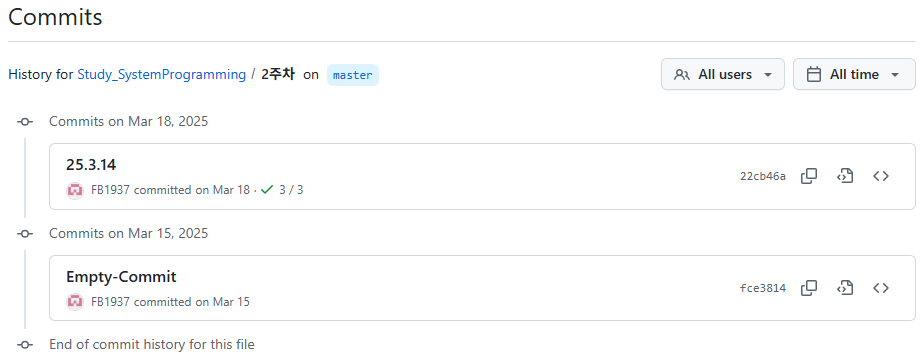 Commits
History for Study_SystemProgramming / 2주차 on master
All users
All time
Commits on Mar 18, 2025
25.3.14
FB1937 committed on Mar 18 · 3 / 3
22cb46a
Commits on Mar 15, 2025
Empty-Commit
FB1937 committed on Mar 15
fce3814
End of commit history for this file